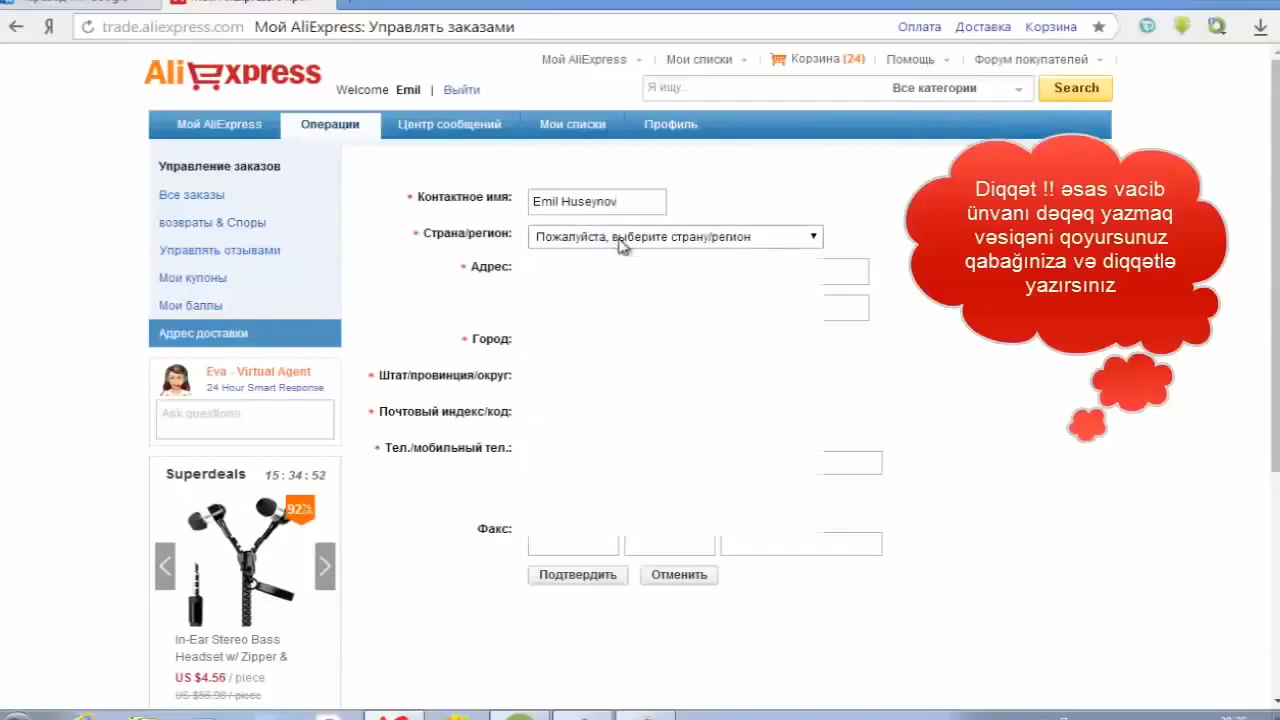 trade.aliexpress.com Мой AliExpress: Управлять заказами
Оплата Доставка Корзина
AliExpress
Welcome Emil | Выйти
Мой AliExpress Мои списки Корзина (24) Помощь Форум покупателей
Я ищу.. Все категории Search
Мой AliExpress Операции Центр сообщений Мои списки Профиль
Управление заказов
Все заказы
возвраты & Споры
Управлять отзывами
Мои купоны
Мои баллы
Адрес доставки
Eva - Virtual Agent
24 Hour Smart Response
Ask questions
Superdeals 15:34:52
92%
In-Ear Stereo Bass
Headset w/ Zipper &
US $4.56 / piece
US $56.98 / piece
* Контактное имя: Emil Huseynov
* Страна/регион: Пожалуйста, выберите страну/регион
* Адрес:
* Город:
* Штат/провинция/округ:
* Почтовый индекс/код:
* Тел./мобильный тел.:
Факс:
Подтвердить Отменить
Diqqət !! əsas vacib
ünvanı dəqəq yazmaq
vəsiqəni qoyursunuz
qabağıniza və diqqətlə
yazırsınız